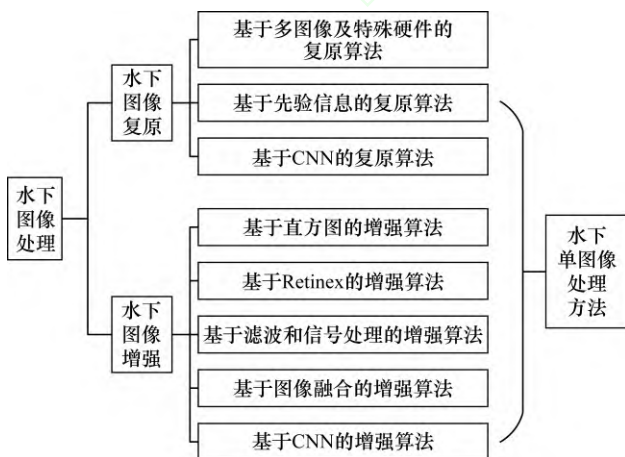 水下
图像
处理
水下
图像
复原
基于多图像及特殊硬件的
复原算法
基于先验信息的复原算法
基于CNN的复原算法
水下
图像
增强
基于直方图的增强算法
基于Retinex的增强算法
基于滤波和信号处理的增强算法
基于图像融合的增强算法
基于CNN的增强算法
水下
单图像
处理
方法